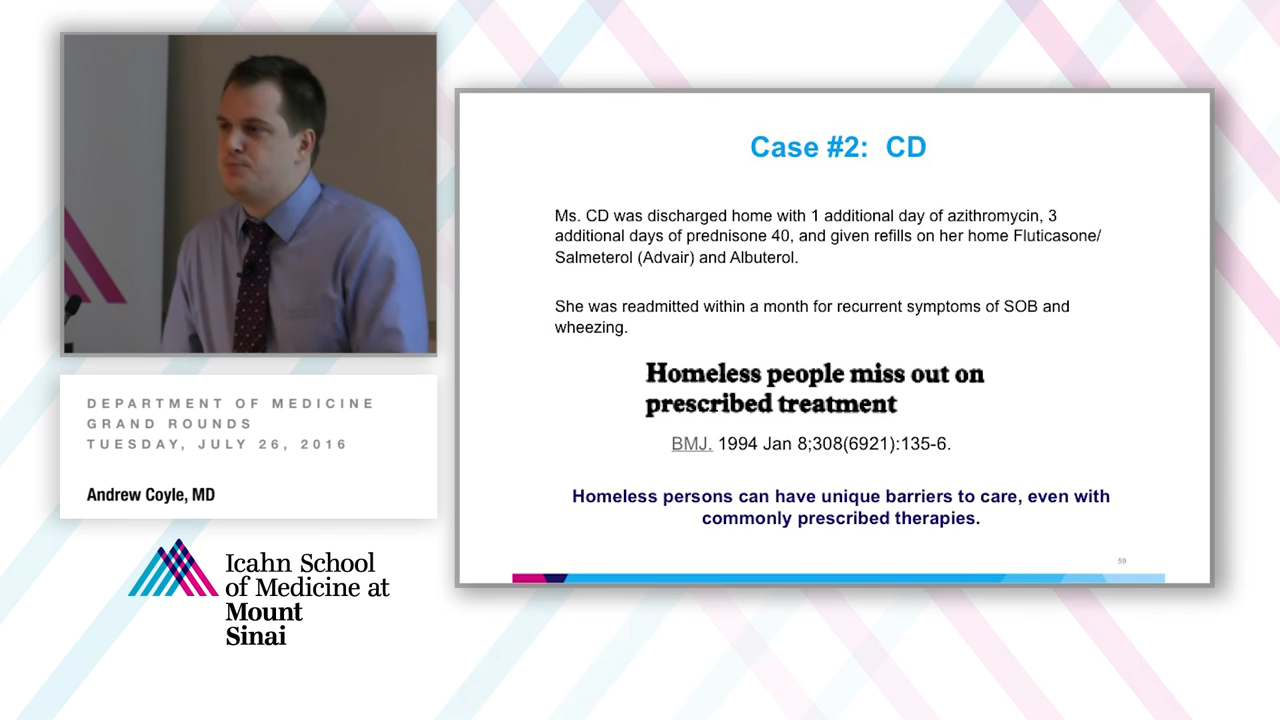 DEPARTMENT OF MEDICINE
GRAND ROUNDS
TUESDAY, JULY 26, 2016
Andrew Coyle, MD
Icahn School
of Medicine at
Mount
Sinai
Case #2: CD
Ms. CD was discharged home with 1 additional day of azithromycin, 3
additional days of prednisone 40, and given refills on her home Fluticasone/
Salmeterol (Advair) and Albuterol.
She was readmitted within a month for recurrent symptoms of SOB and
wheezing.
Homeless people miss out on
prescribed treatment
BMJ. 1994 Jan 8;308(6921):135-6.
Homeless persons can have unique barriers to care, even with
commonly prescribed therapies.
59